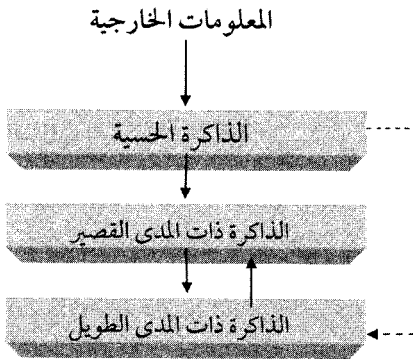 المعلومات الخارجية
الذاكرة الحسية
الذاكرة ذات المدى القصير
الذاكرة ذات المدى الطويل